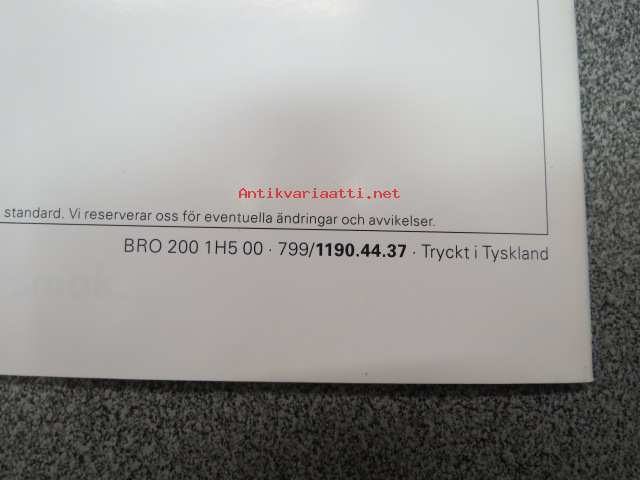 Antikvariaatti.net
standard. Vi reserverar oss för eventuella ändringar och avvikelser.
BRO 200 1H5 00 · 799/1190.44.37 · Tryckt i Tyskland